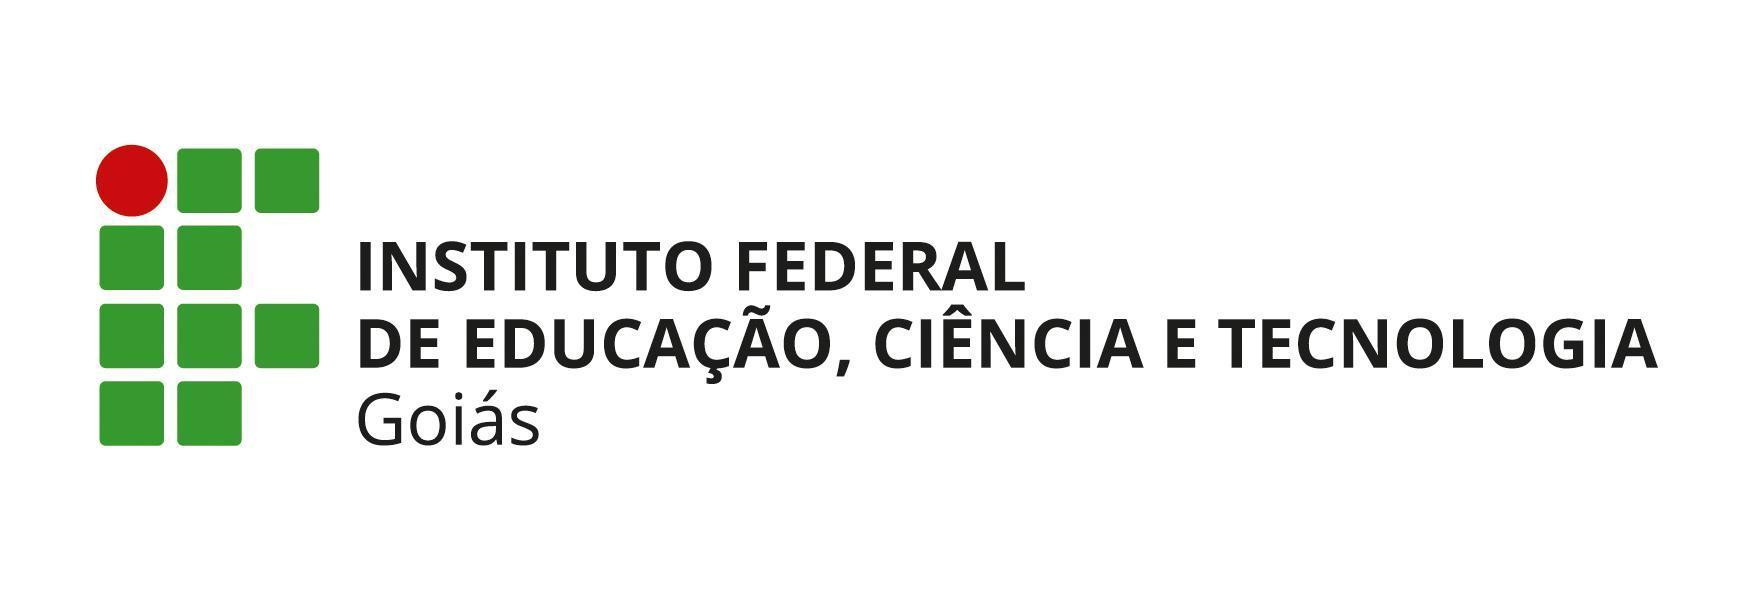 INSTITUTO FEDERAL
DE EDUCAÇÃO, CIÊNCIA E TECNOLOGIA
Goiás